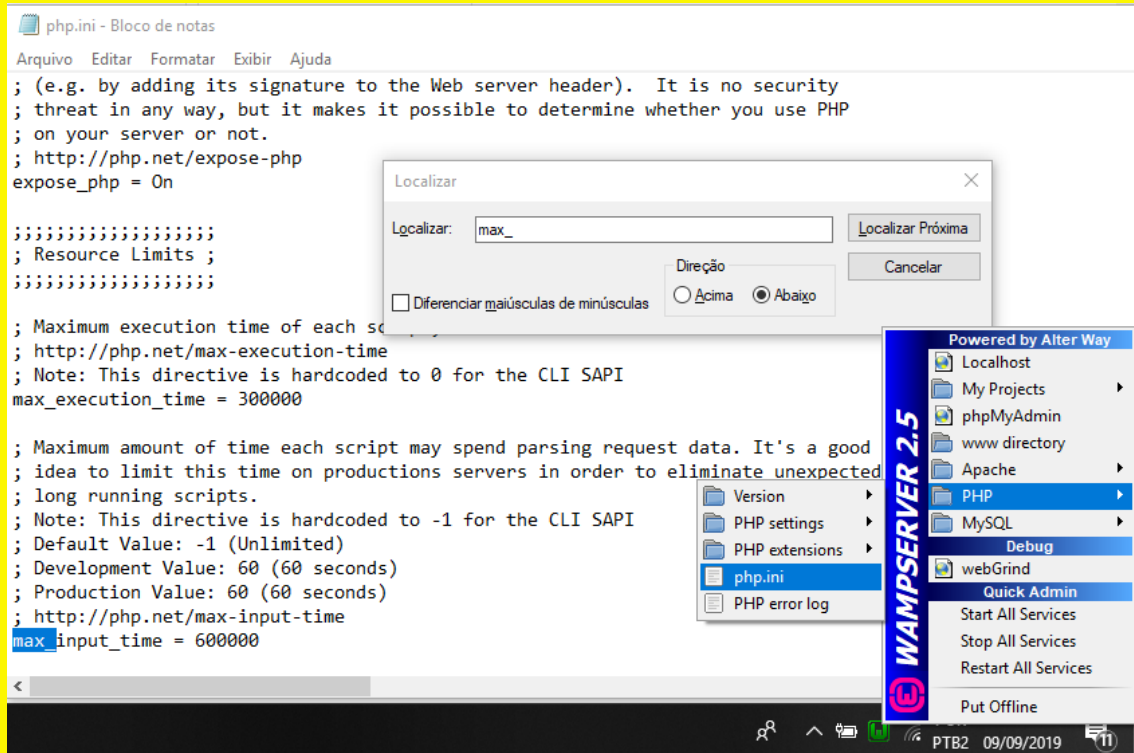 php.ini - Bloco de notas
Arquivo Editar Formatar Exibir Ajuda
; (e.g. by adding its signature to the Web server header).  It is no security
; threat in any way, but it makes it possible to determine whether you use PHP
; on your server or not.
; http://php.net/expose-php
expose_php = On
;;;;;;;;;;;;;;;;;;;
; Resource Limits ;
;;;;;;;;;;;;;;;;;;;
; Maximum execution time of each
; http://php.net/max-execution-time
; Note: This directive is hardcoded to 0 for the CLI SAPI
max_execution_time = 300000
; Maximum amount of time each script may spend parsing request data. It's a good
; idea to limit this time on productions servers in order to eliminate unexpected
; long running scripts.
; Note: This directive is hardcoded to -1 for the CLI SAPI
; Default Value: -1 (Unlimited)
; Development Value: 60 (60 seconds)
; Production Value: 60 (60 seconds)
; http://php.net/max-input-time
max_input_time = 600000
Localizar
Localizar: max_ Localizar Próxima
Direção Cancelar
Diferenciar maiúsculas de minúsculas Acima Abaixo
Version
PHP settings
PHP extensions
php.ini
PHP error log
WAMPSERVER 2.5
Powered by Alter Way
Localhost
My Projects
phpMyAdmin
www directory
Apache
PHP
MySQL
Debug
webGrind
Quick Admin
Start All Services
Stop All Services
Restart All Services
Put Offline
PTB2 09/09/2019 11